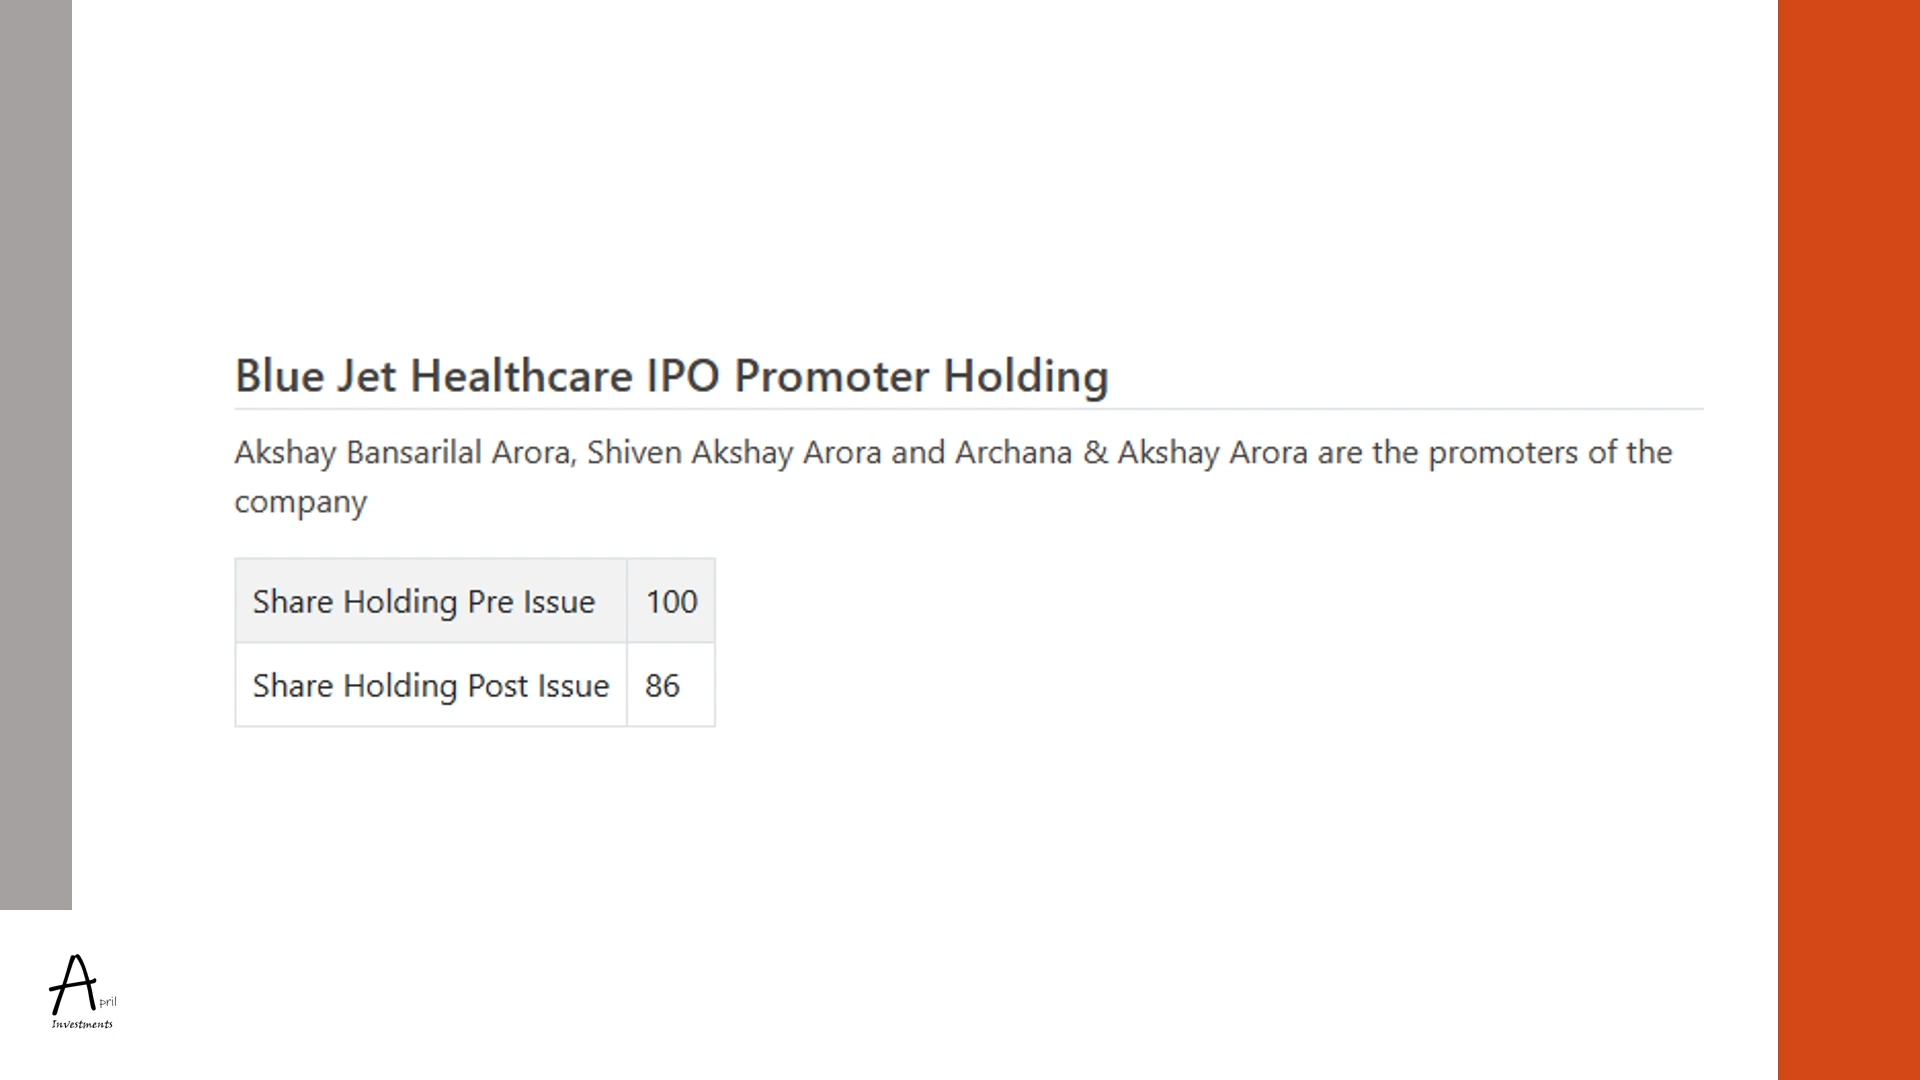 Blue Jet Healthcare IPO Promoter Holding
Akshay Bansarilal Arora, Shiven Akshay Arora and Archana & Akshay Arora are the promoters of the
company
Share Holding Pre Issue 100
Share Holding Post Issue 86
April
Investments